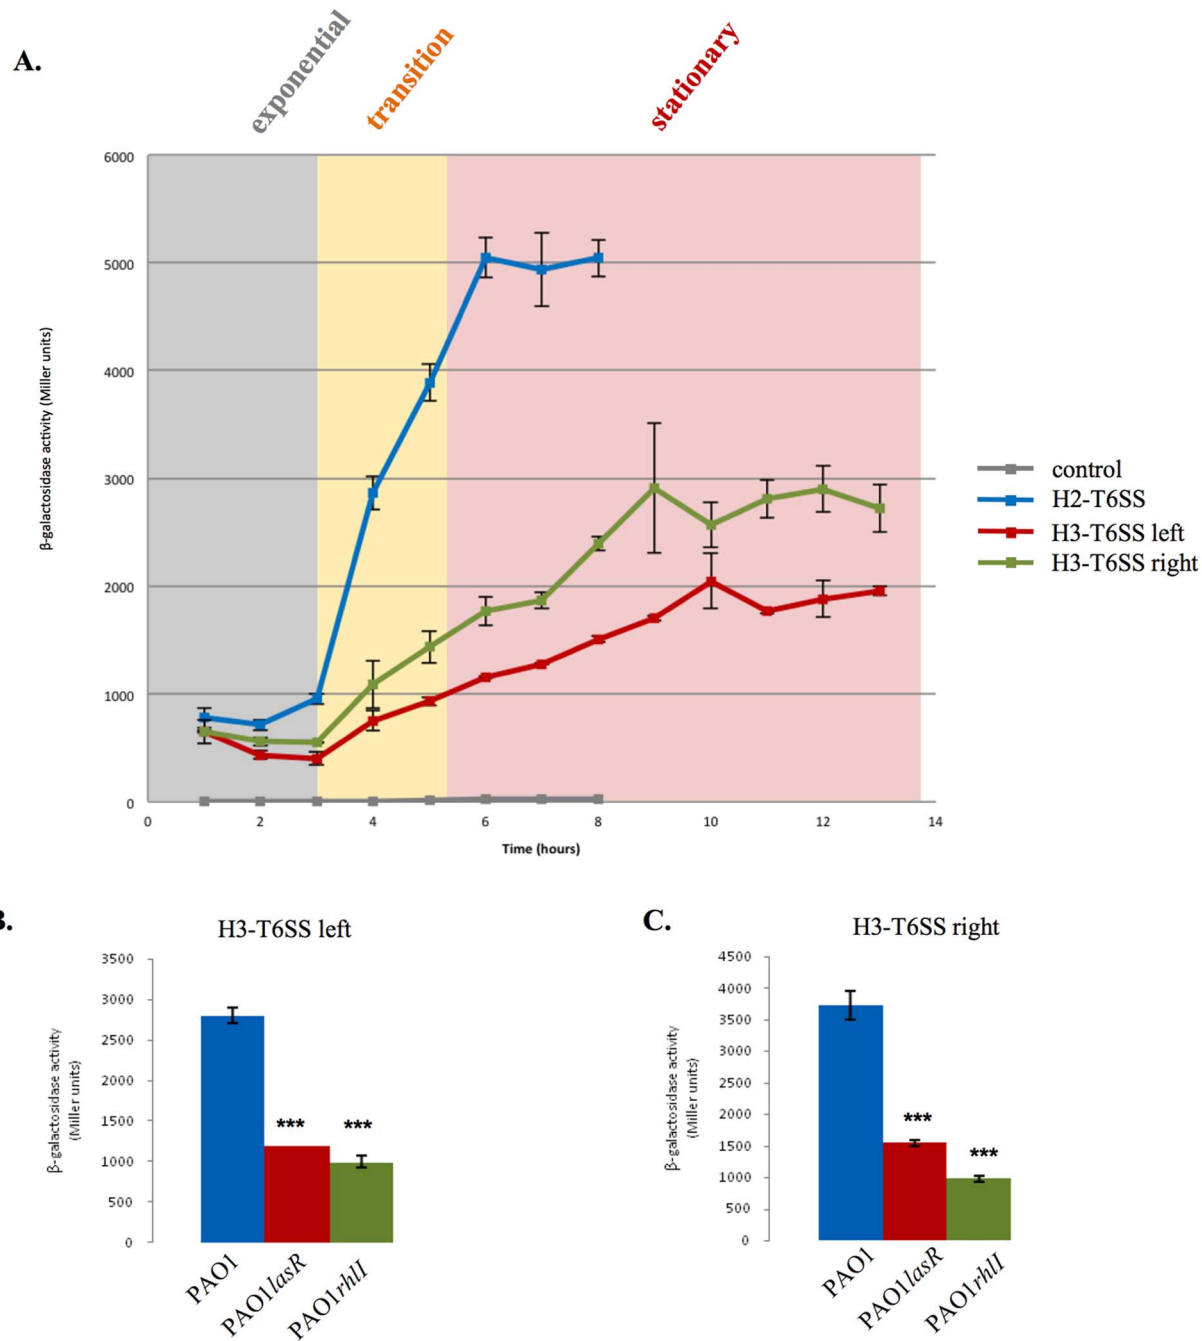 A.
exponential
transition
stationary
6000
5000
4000
3000
2000
1000
0
β-galactosidase activity (Miller units)
0 2 4 6 8 10 12 14
Time (hours)
control
H2-T6SS
H3-T6SS left
H3-T6SS right
B.
H3-T6SS left
3500
3000
2500
2000
1500
1000
500
0
β-galactosidase activity
(Miller units)
*** ***
PAO1 PAO1lasR PAO1rhlI
C.
H3-T6SS right
4500
4000
3500
3000
2500
2000
1500
1000
500
0
β-galactosidase activity
(Miller units)
***
***
PAO1 PAO1lasR PAO1rhlI